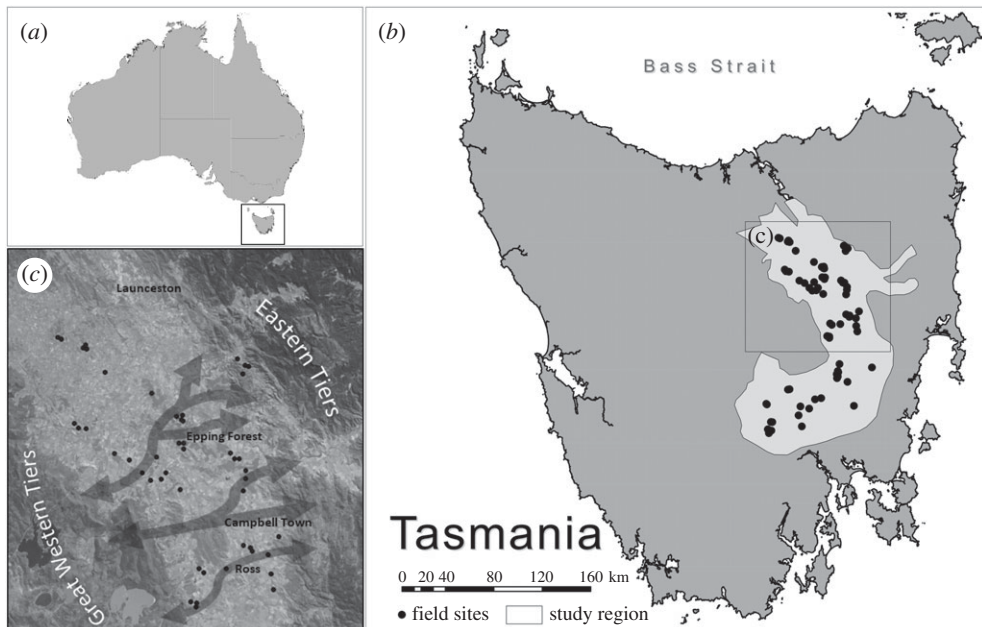 (a)
(b)
Bass Strait
(c)
(c)
Launceston
Eastern Tiers
Epping Forest
Great Western Tiers
Campbell Town
Ross
Tasmania
0 20 40 80 120 160 km
field sites study region